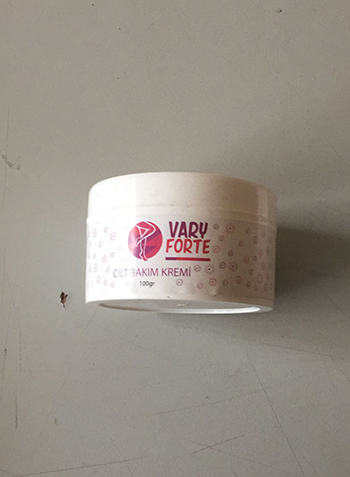 VARY
FORTE
CİLT BAKIM KREMİ
100gr